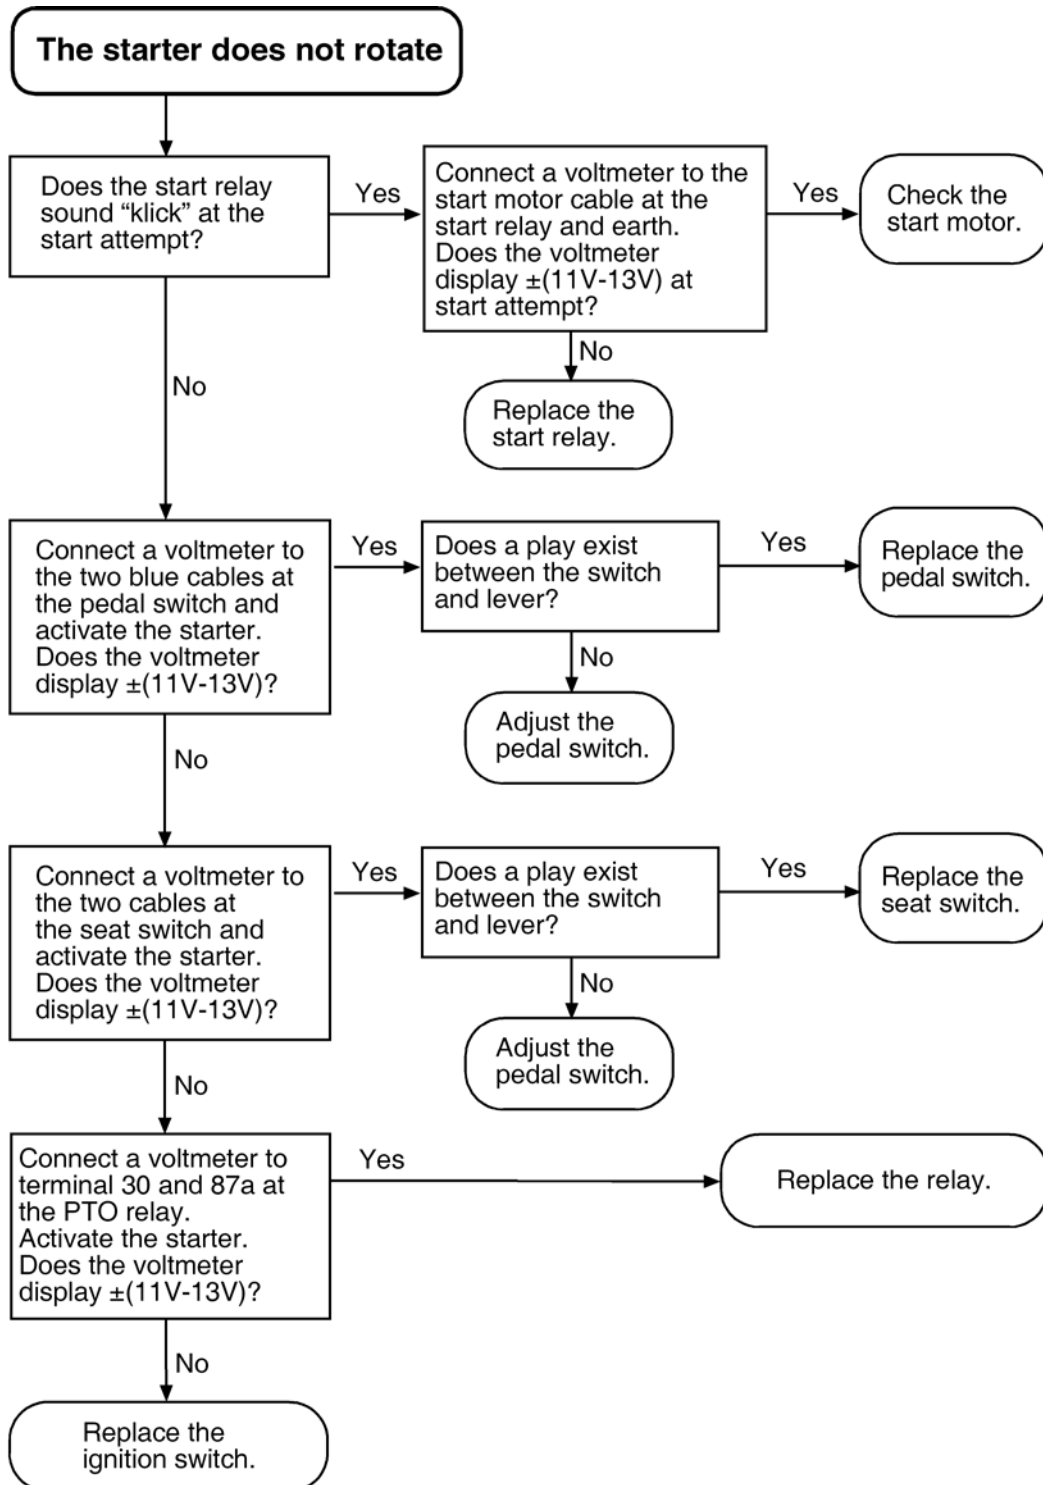 The starter does not rotate
Does the start relay
sound “klick” at the
start attempt?
Yes
Connect a voltmeter to the
start motor cable at the
start relay and earth.
Does the voltmeter
display ±(11V-13V) at
start attempt?
Yes
Check the
start motor.
No
Replace the
start relay.
No
Connect a voltmeter to
the two blue cables at
the pedal switch and
activate the starter.
Does the voltmeter
display ±(11V-13V)?
Yes
Does a play exist
between the switch
and lever?
Yes
Replace the
pedal switch.
No
Adjust the
pedal switch.
No
Connect a voltmeter to
the two cables at
the seat switch and
activate the starter.
Does the voltmeter
display ±(11V-13V)?
Yes
Does a play exist
between the switch
and lever?
Yes
Replace the
seat switch.
No
Adjust the
pedal switch.
No
Connect a voltmeter to
terminal 30 and 87a at
the PTO relay.
Activate the starter.
Does the voltmeter
display ±(11V-13V)?
Yes
Replace the relay.
No
Replace the
ignition switch.